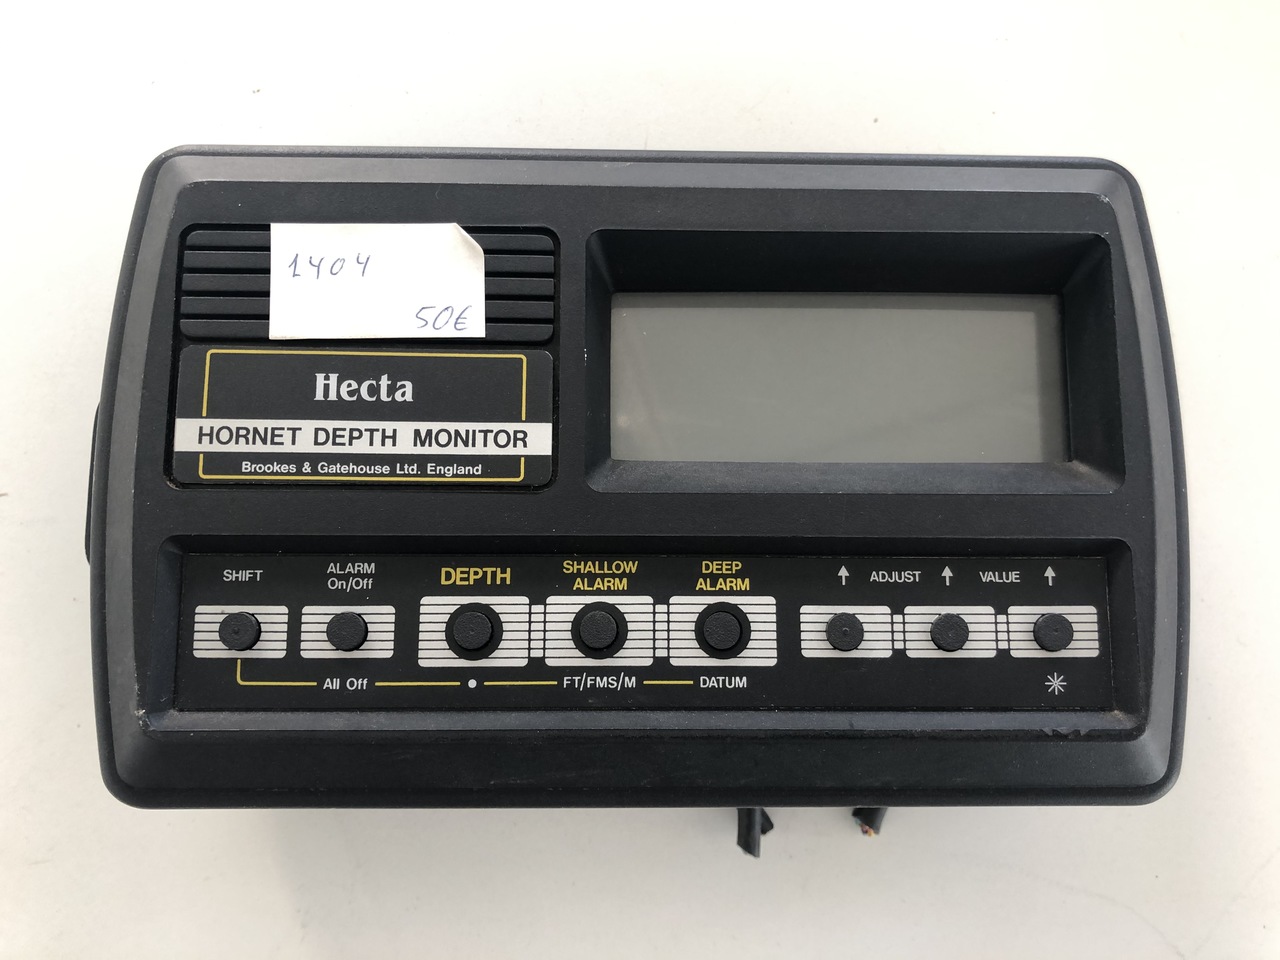 1404
50€
Hecta
HORNET DEPTH MONITOR
Brookes & Gatehouse Ltd. England
SHIFT
ALARM
On/Off
DEPTH
SHALLOW
ALARM
DEEP
ALARM
↑ ADJUST ↑ VALUE ↑
All Off
FT/FMS/M
DATUM